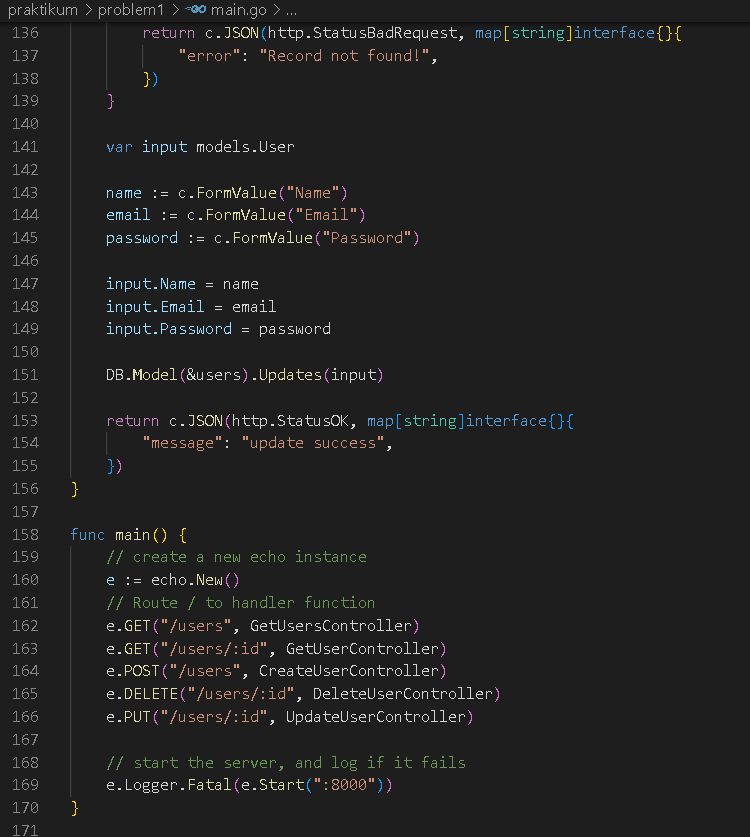 praktikum > problem1 > main.go > ...
136 return c.JSON(http.StatusBadRequest, map[string]interface{}{
137 "error": "Record not found!",
138 })
139 }
140
141 var input models.User
142
143 name := c.FormValue("Name")
144 email := c.FormValue("Email")
145 password := c.FormValue("Password")
146
147 input.Name = name
148 input.Email = email
149 input.Password = password
150
151 DB.Model(&users).Updates(input)
152
153 return c.JSON(http.StatusOK, map[string]interface{}{
154 "message": "update success",
155 })
156 }
157
158 func main() {
159 // create a new echo instance
160 e := echo.New()
161 // Route / to handler function
162 e.GET("/users", GetUsersController)
163 e.GET("/users/:id", GetUserController)
164 e.POST("/users", CreateUserController)
165 e.DELETE("/users/:id", DeleteUserController)
166 e.PUT("/users/:id", UpdateUserController)
167
168 // start the server, and log if it fails
169 e.Logger.Fatal(e.Start(":8000"))
170 }
171